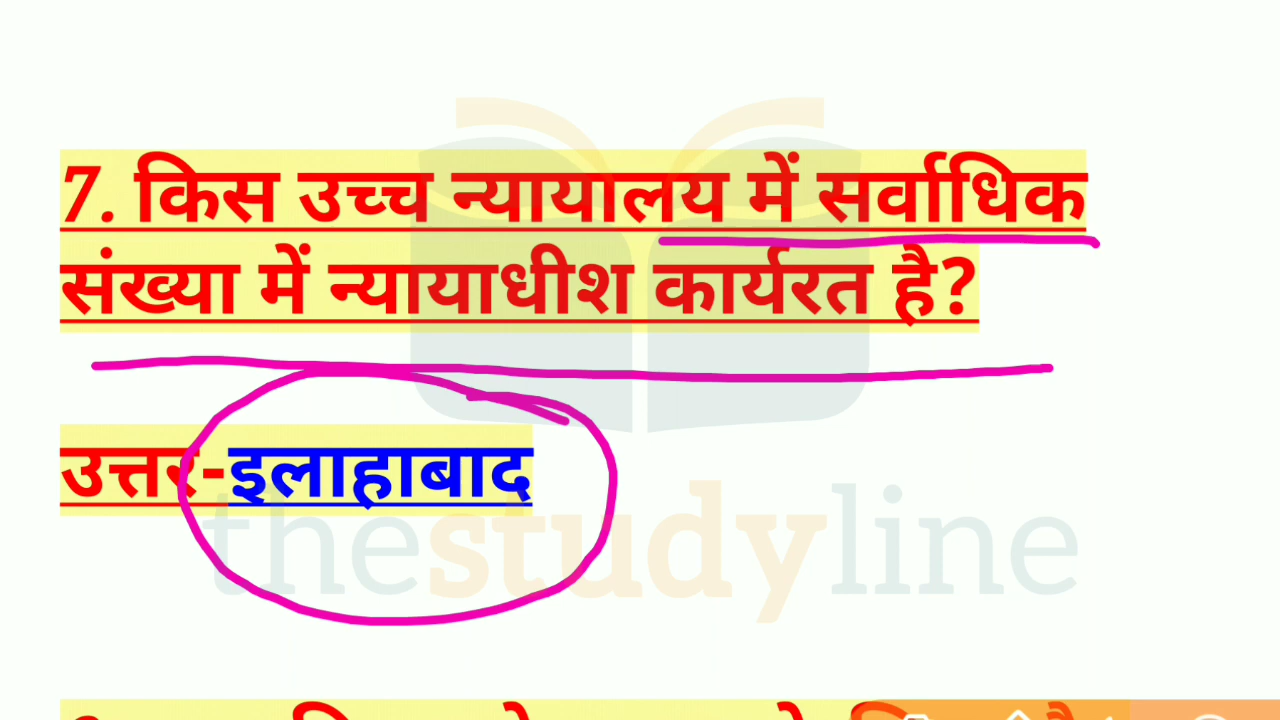 7. किस उच्च न्यायालय में सर्वाधिक
संख्या में न्यायाधीश कार्यरत है?
उत्तर-इलाहाबाद
thestudyline